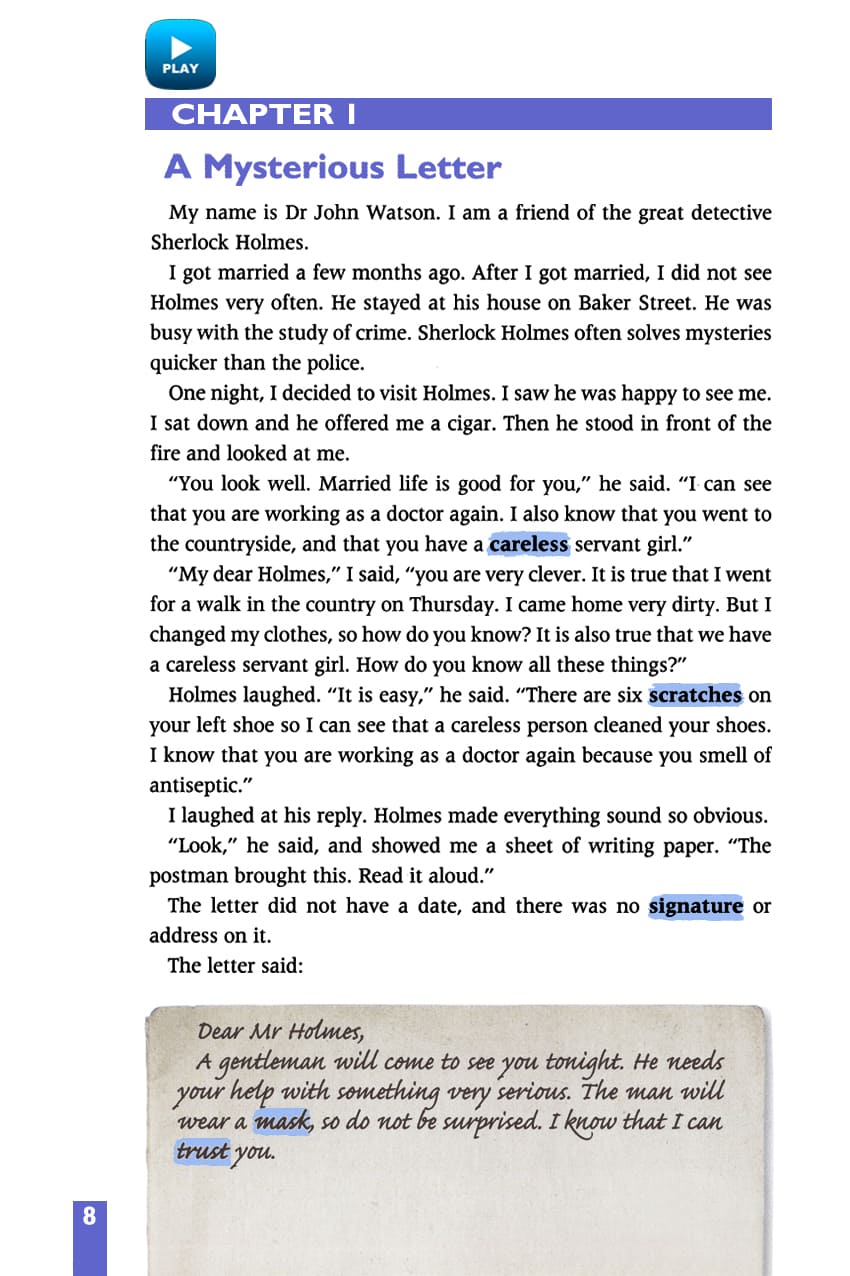 PLAY
CHAPTER I
A Mysterious Letter
My name is Dr John Watson. I am a friend of the great detective
Sherlock Holmes.
I got married a few months ago. After I got married, I did not see
Holmes very often. He stayed at his house on Baker Street. He was
busy with the study of crime. Sherlock Holmes often solves mysteries
quicker than the police.
One night, I decided to visit Holmes. I saw he was happy to see me.
I sat down and he offered me a cigar. Then he stood in front of the
fire and looked at me.
“You look well. Married life is good for you,” he said. “I can see
that you are working as a doctor again. I also know that you went to
the countryside, and that you have a careless servant girl.”
“My dear Holmes,” I said, “you are very clever. It is true that I went
for a walk in the country on Thursday. I came home very dirty. But I
changed my clothes, so how do you know? It is also true that we have
a careless servant girl. How do you know all these things?”
Holmes laughed. “It is easy,” he said. “There are six scratches on
your left shoe so I can see that a careless person cleaned your shoes.
I know that you are working as a doctor again because you smell of
antiseptic.”
I laughed at his reply. Holmes made everything sound so obvious.
“Look,” he said, and showed me a sheet of writing paper. “The
postman brought this. Read it aloud.”
The letter did not have a date, and there was no signature or
address on it.
The letter said:
Dear Mr Holmes,
A gentleman will come to see you tonight. He needs
your help with something very serious. The man will
wear a mask, so do not be surprised. I know that I can
trust you.
8